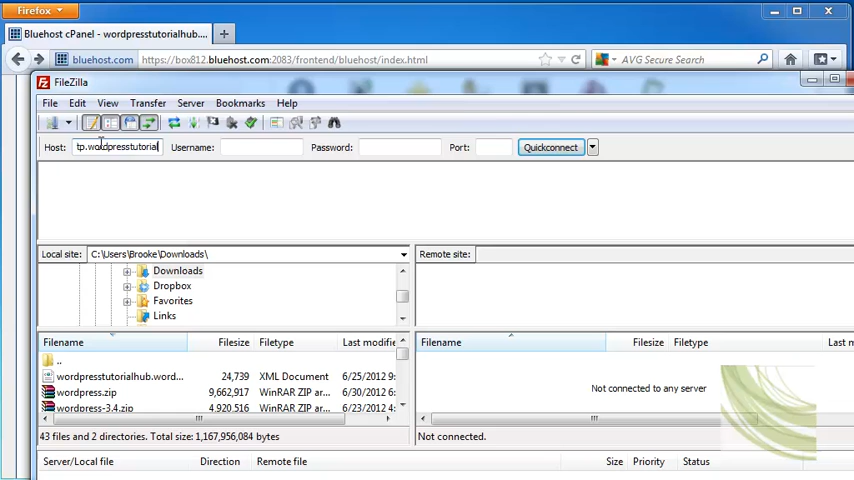 Firefox
Bluehost cPanel - wordpresstutorialhub....
bluehost.com https://box812.bluehost.com:2083/frontend/bluehost/index.html AVG Secure Search
FileZilla
File Edit View Transfer Server Bookmarks Help
Host: tp.wordpresstutorial Username: Password: Port: Quickconnect
Local site: C:\Users\Brooke\Downloads\ Remote site:
Downloads
Dropbox
Favorites
Links
Filename Filesize Filetype Last modifie Filename Filesize Filetype Last m
..
wordpresstutorialhub.word... 24,739 XML Document 6/25/2012 9:
wordpress.zip 9,662,917 WinRAR ZIP ar... 6/30/2012 6:
wordpress-3.4.zip 4,920,516 WinRAR ZIP ar... 6/23/2012 4:
Not connected to any server
43 files and 2 directories. Total size: 1,167,956,084 bytes Not connected.
Server/Local file Direction Remote file Size Priority Status